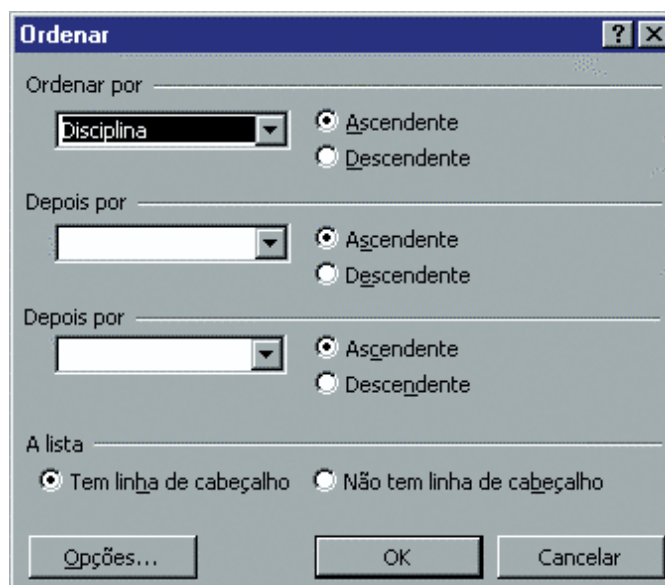 Ordenar
Ordenar por
Disciplina
Ascendente
Descendente
Depois por
Ascendente
Descendente
Depois por
Ascendente
Descendente
A lista
Tem linha de cabeçalho Não tem linha de cabeçalho
Opções... OK Cancelar